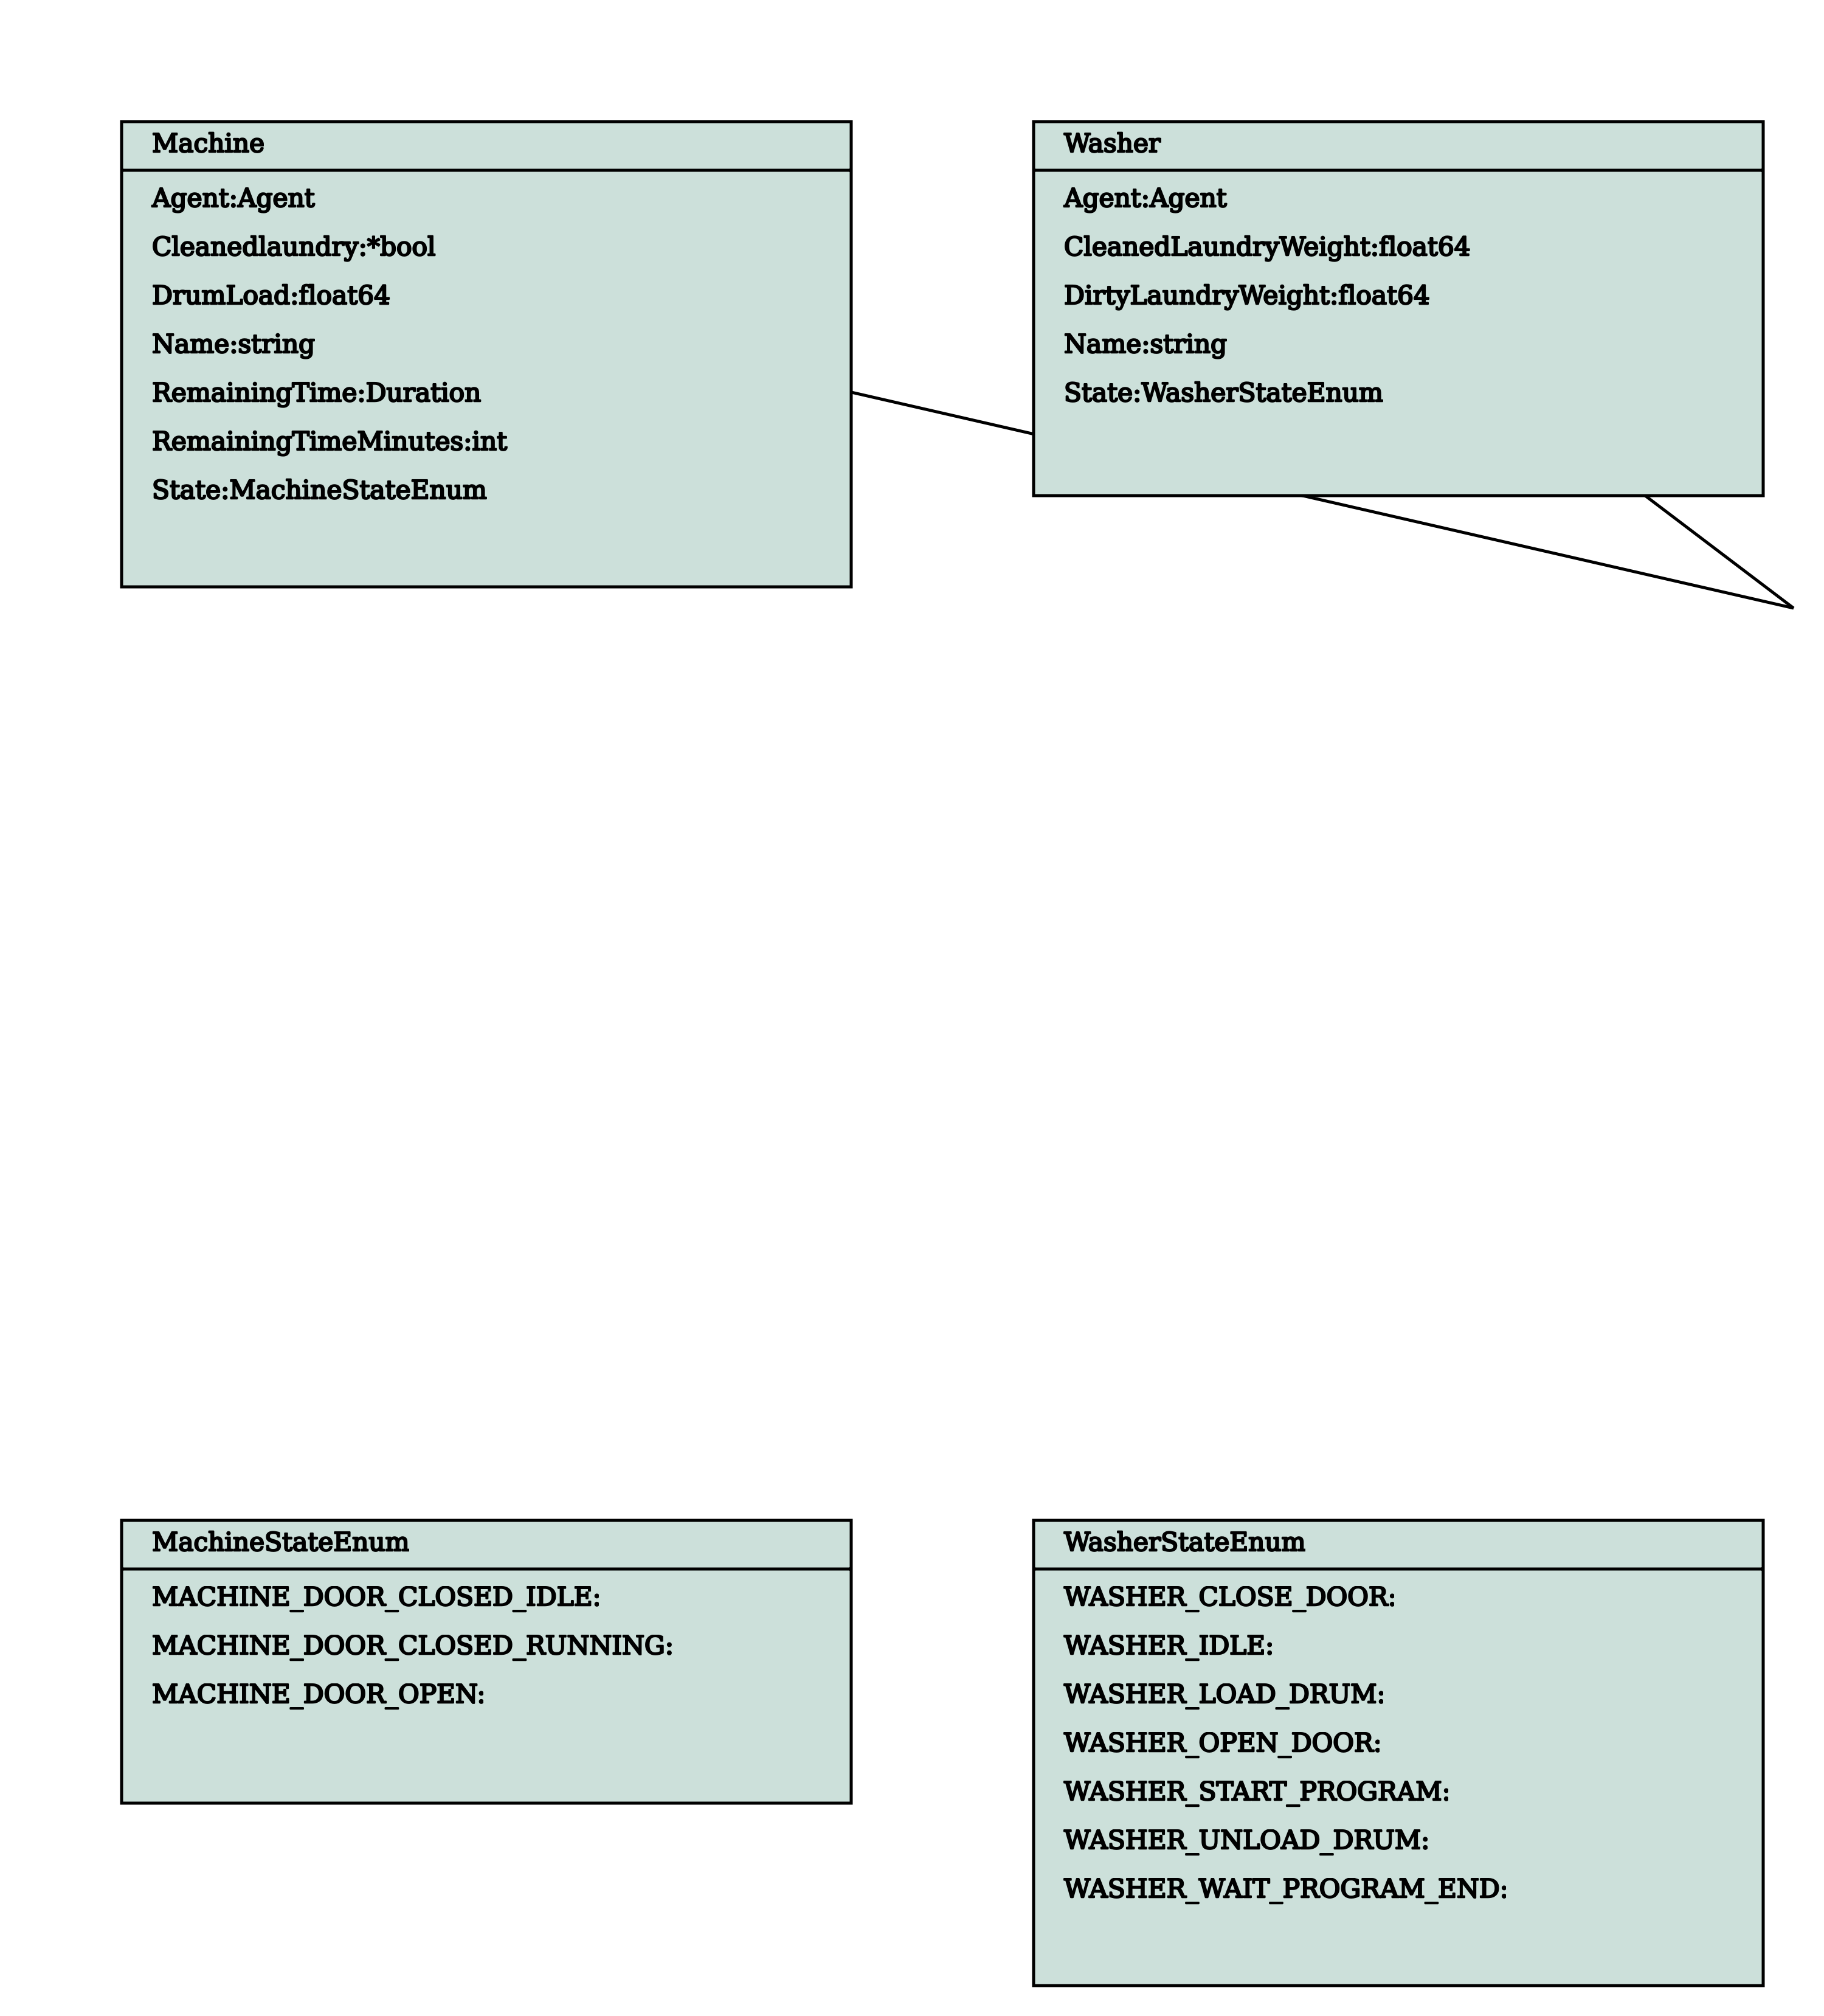 Machine
Agent:Agent
Cleanedlaundry:*bool
DrumLoad:float64
Name:string
RemainingTime:Duration
RemainingTimeMinutes:int
State:MachineStateEnum
Washer
Agent:Agent
CleanedLaundryWeight:float64
DirtyLaundryWeight:float64
Name:string
State:WasherStateEnum
MachineStateEnum
MACHINE_DOOR_CLOSED_IDLE:
MACHINE_DOOR_CLOSED_RUNNING:
MACHINE_DOOR_OPEN:
WasherStateEnum
WASHER_CLOSE_DOOR:
WASHER_IDLE:
WASHER_LOAD_DRUM:
WASHER_OPEN_DOOR:
WASHER_START_PROGRAM:
WASHER_UNLOAD_DRUM:
WASHER_WAIT_PROGRAM_END: